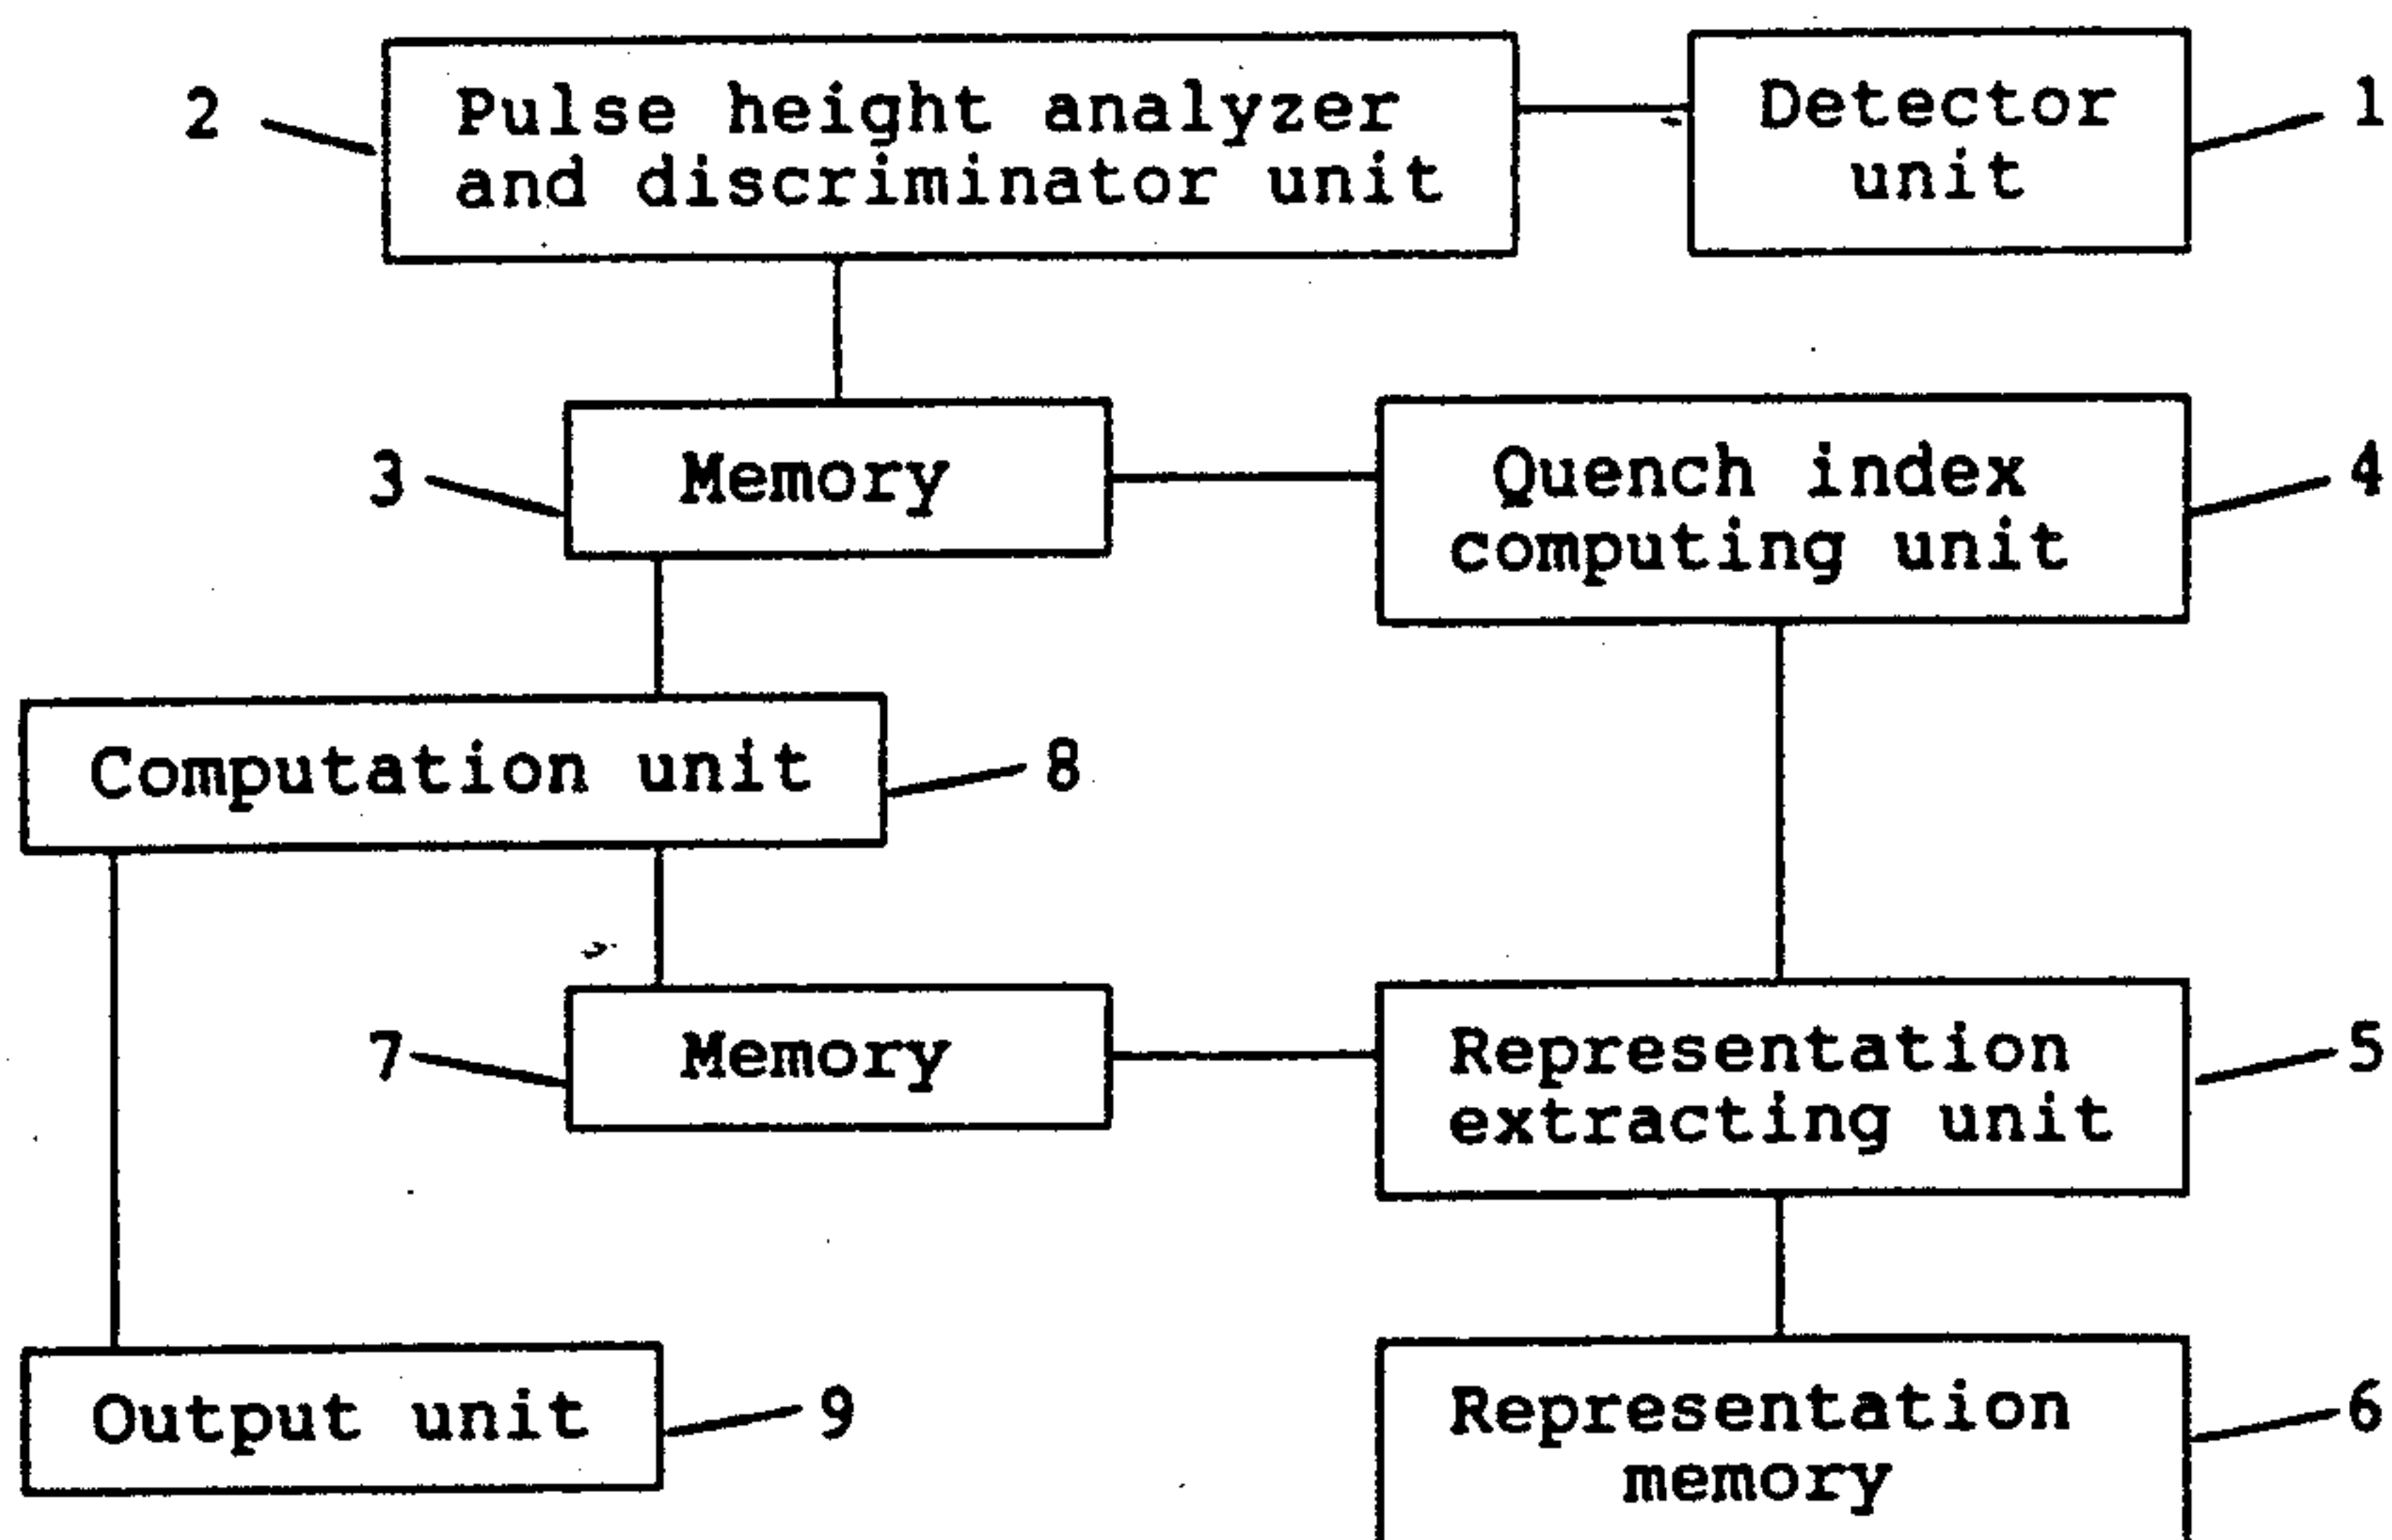 2
Pulse height analyzer
and discriminator unit
Detector
unit
1
3
Memory
Quench index
computing unit
4
Computation unit
8
7
Memory
Representation
extracting unit
5
Output unit
9
Representation
memory
6